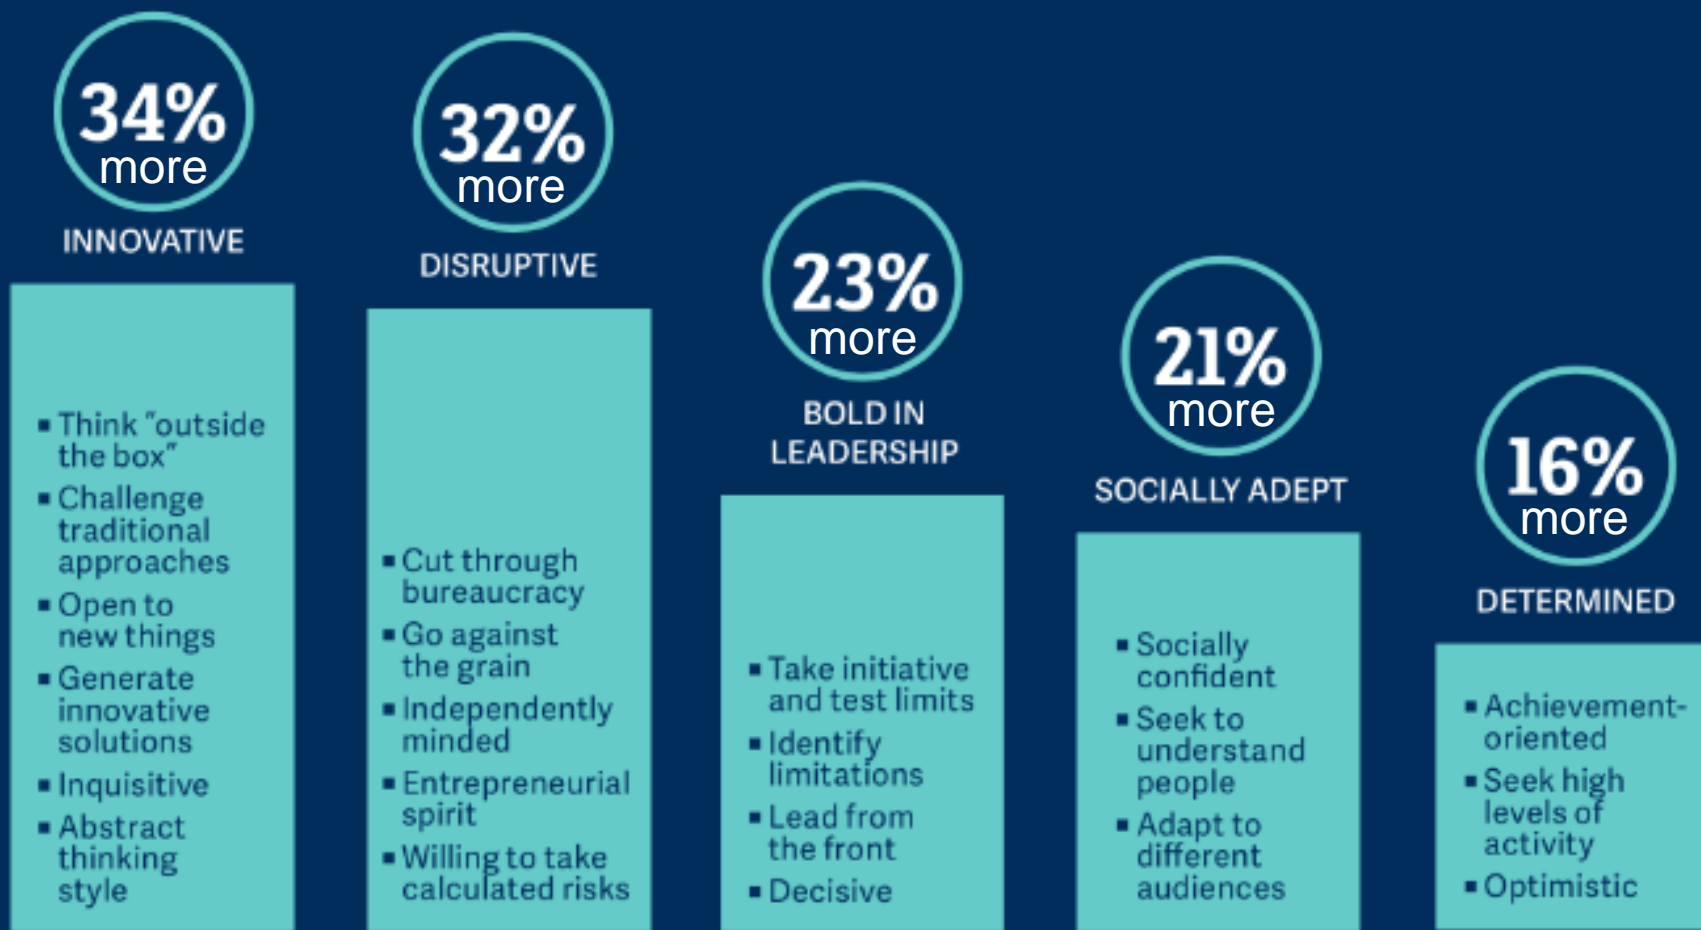 34%
more
INNOVATIVE
▪ Think "outside
the box"
▪ Challenge
traditional
approaches
▪ Open to
new things
▪ Generate
innovative
solutions
▪ Inquisitive
▪ Abstract
thinking
style
32%
more
DISRUPTIVE
▪ Cut through
bureaucracy
▪ Go against
the grain
▪ Independently
minded
▪ Entrepreneurial
spirit
▪ Willing to take
calculated risks
23%
more
BOLD IN
LEADERSHIP
▪ Take initiative
and test limits
▪ Identify
limitations
▪ Lead from
the front
▪ Decisive
21%
more
SOCIALLY ADEPT
▪ Socially
confident
▪ Seek to
understand
people
▪ Adapt to
different
audiences
16%
more
DETERMINED
▪ Achievement-
oriented
▪ Seek high
levels of
activity
▪ Optimistic